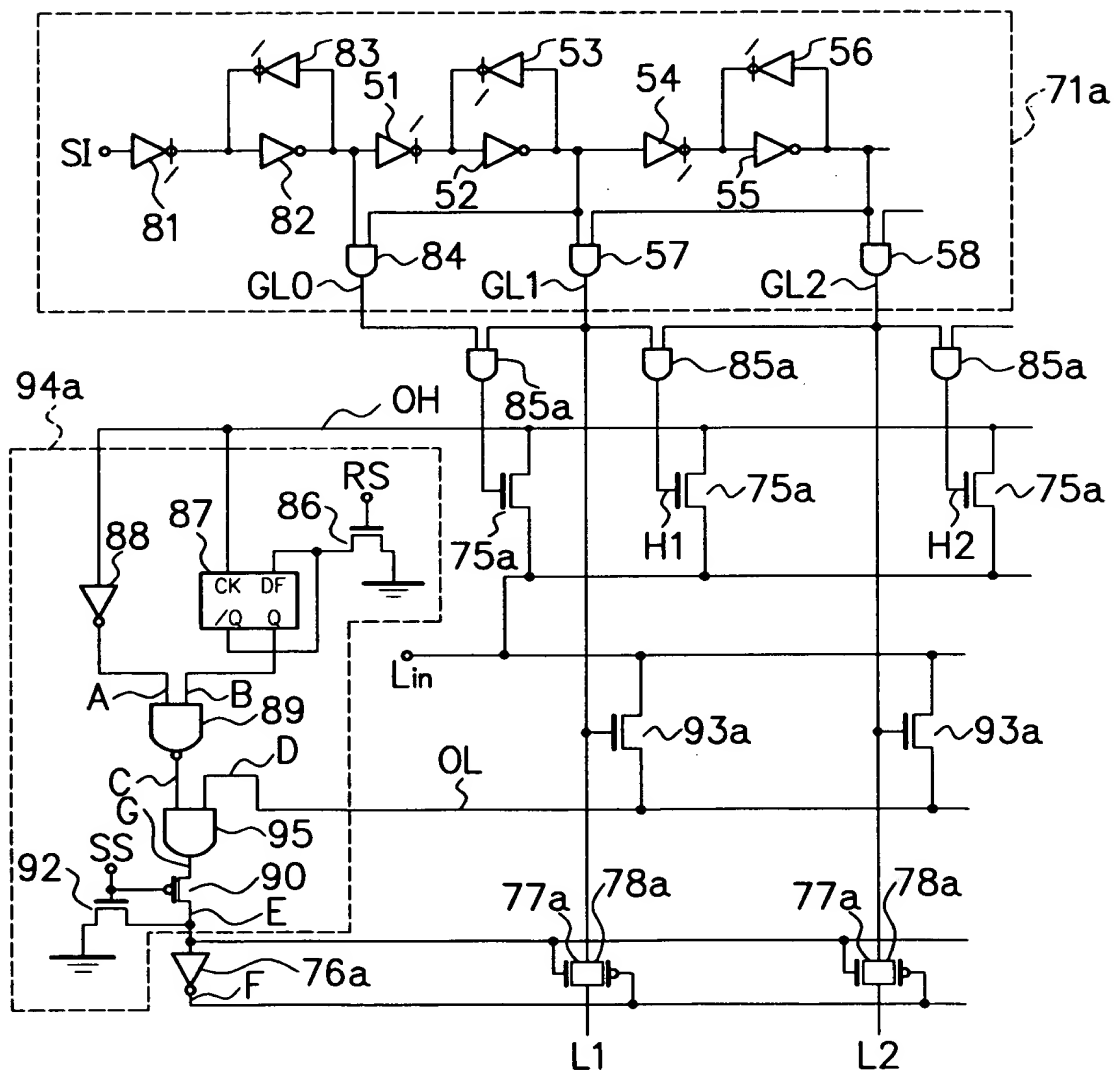 83 53 56
51 54 71a
SI
81 82 52 55
84 57 58
GL0 GL1 GL2
85a 85a 85a
94a OH
RS
87 86
88 75a 75a 75a
H1 H2
CK DF
/Q Q
Lin
A B 89
93a 93a
C D OL
G 95
SS
92 90
E 77a 78a 77a 78a
76a
F
L1 L2